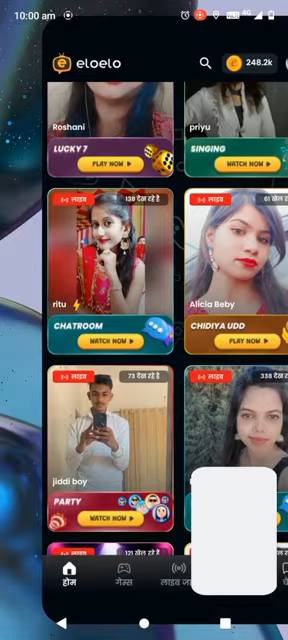 10:00 am
4G
eloelo
248.2k
Roshani
priyu
LUCKY 7
SINGING
PLAY NOW
WATCH NOW
लाइव
138 देख रहे है
लाइव
61 खेल र
ritu
Alicia Beby
CHATROOM
CHIDIYA UDD
WATCH NOW
PLAY NOW
लाइव
73 देख रहे है
लाइव
338 देख र
jiddi boy
PARTY
WATCH NOW
121 देख रहे है
होम
गेम्स
लाइव जा